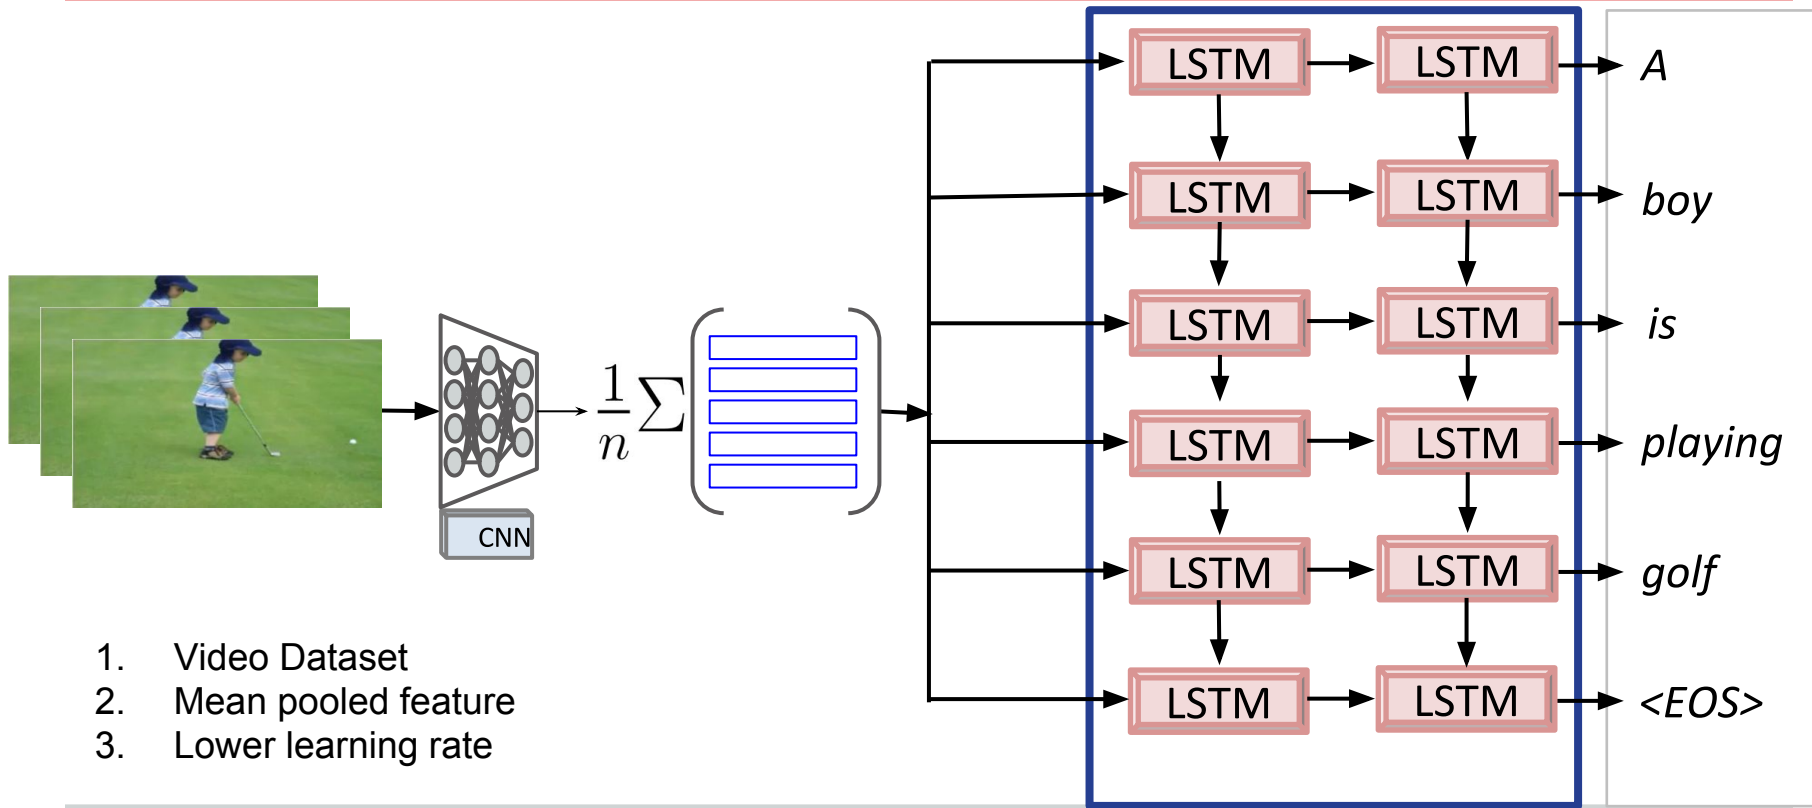 LSTM LSTM A
LSTM LSTM boy
LSTM LSTM is
1/n ∑
LSTM LSTM playing
CNN
LSTM LSTM golf
LSTM LSTM <EOS>
1. Video Dataset
2. Mean pooled feature
3. Lower learning rate